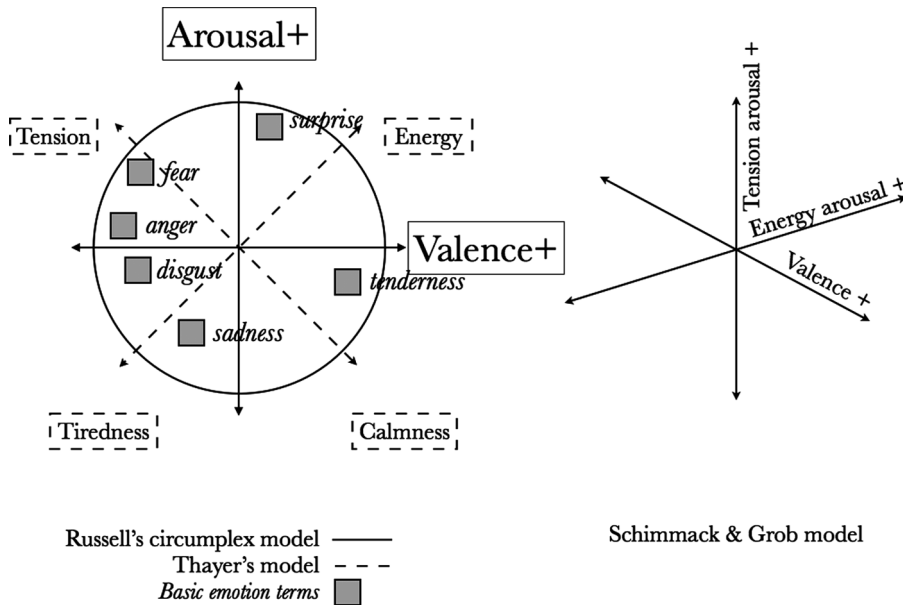 Arousal+
Tension
surprise
Energy
fear
anger
Valence+
disgust
tenderness
sadness
Tiredness
Calmness
Tension arousal +
Energy arousal +
Valence +
Russell's circumplex model
Thayer's model
Basic emotion terms
Schimmack & Grob model